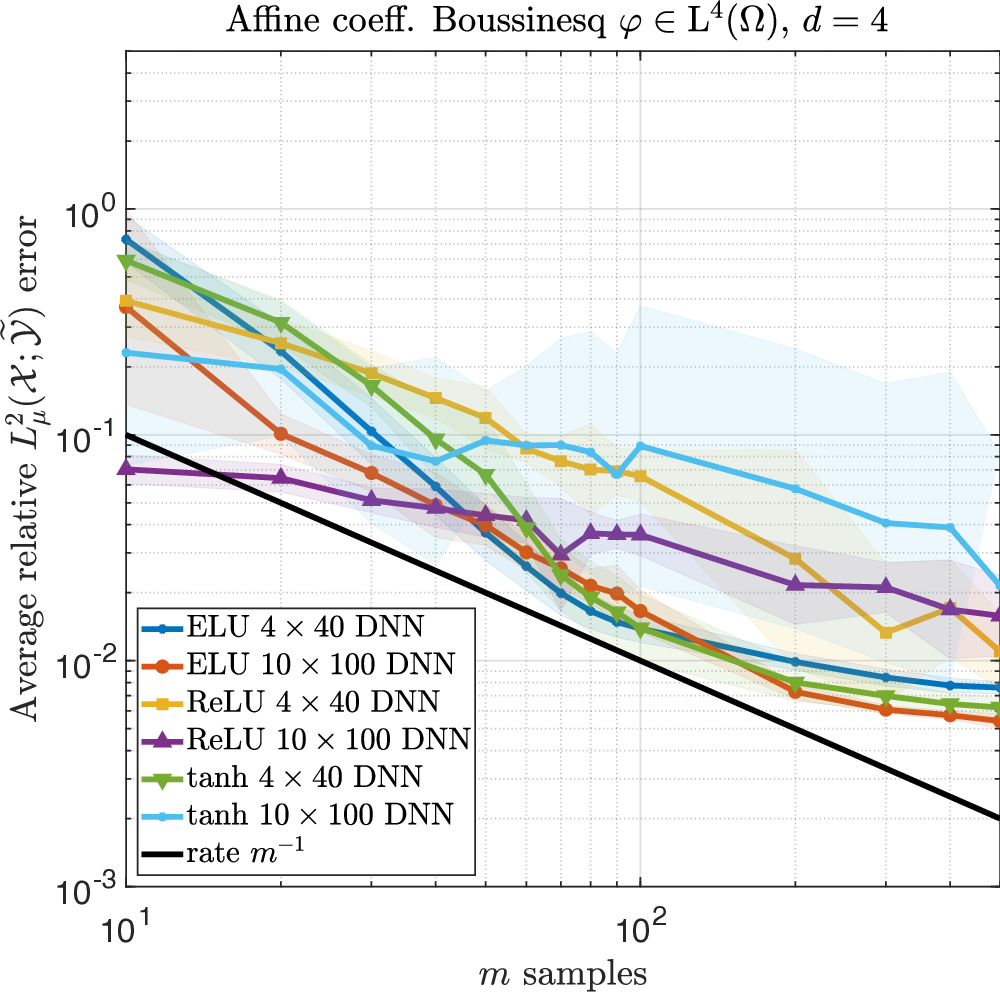 Affine coeff. Boussinesq φ ∈ L⁴(Ω), d = 4
Average relative L²_μ(𝒳; 𝒴̃) error
10⁰
10⁻¹
10⁻²
10⁻³
ELU 4 × 40 DNN
ELU 10 × 100 DNN
ReLU 4 × 40 DNN
ReLU 10 × 100 DNN
tanh 4 × 40 DNN
tanh 10 × 100 DNN
rate m⁻¹
10¹
10²
m samples